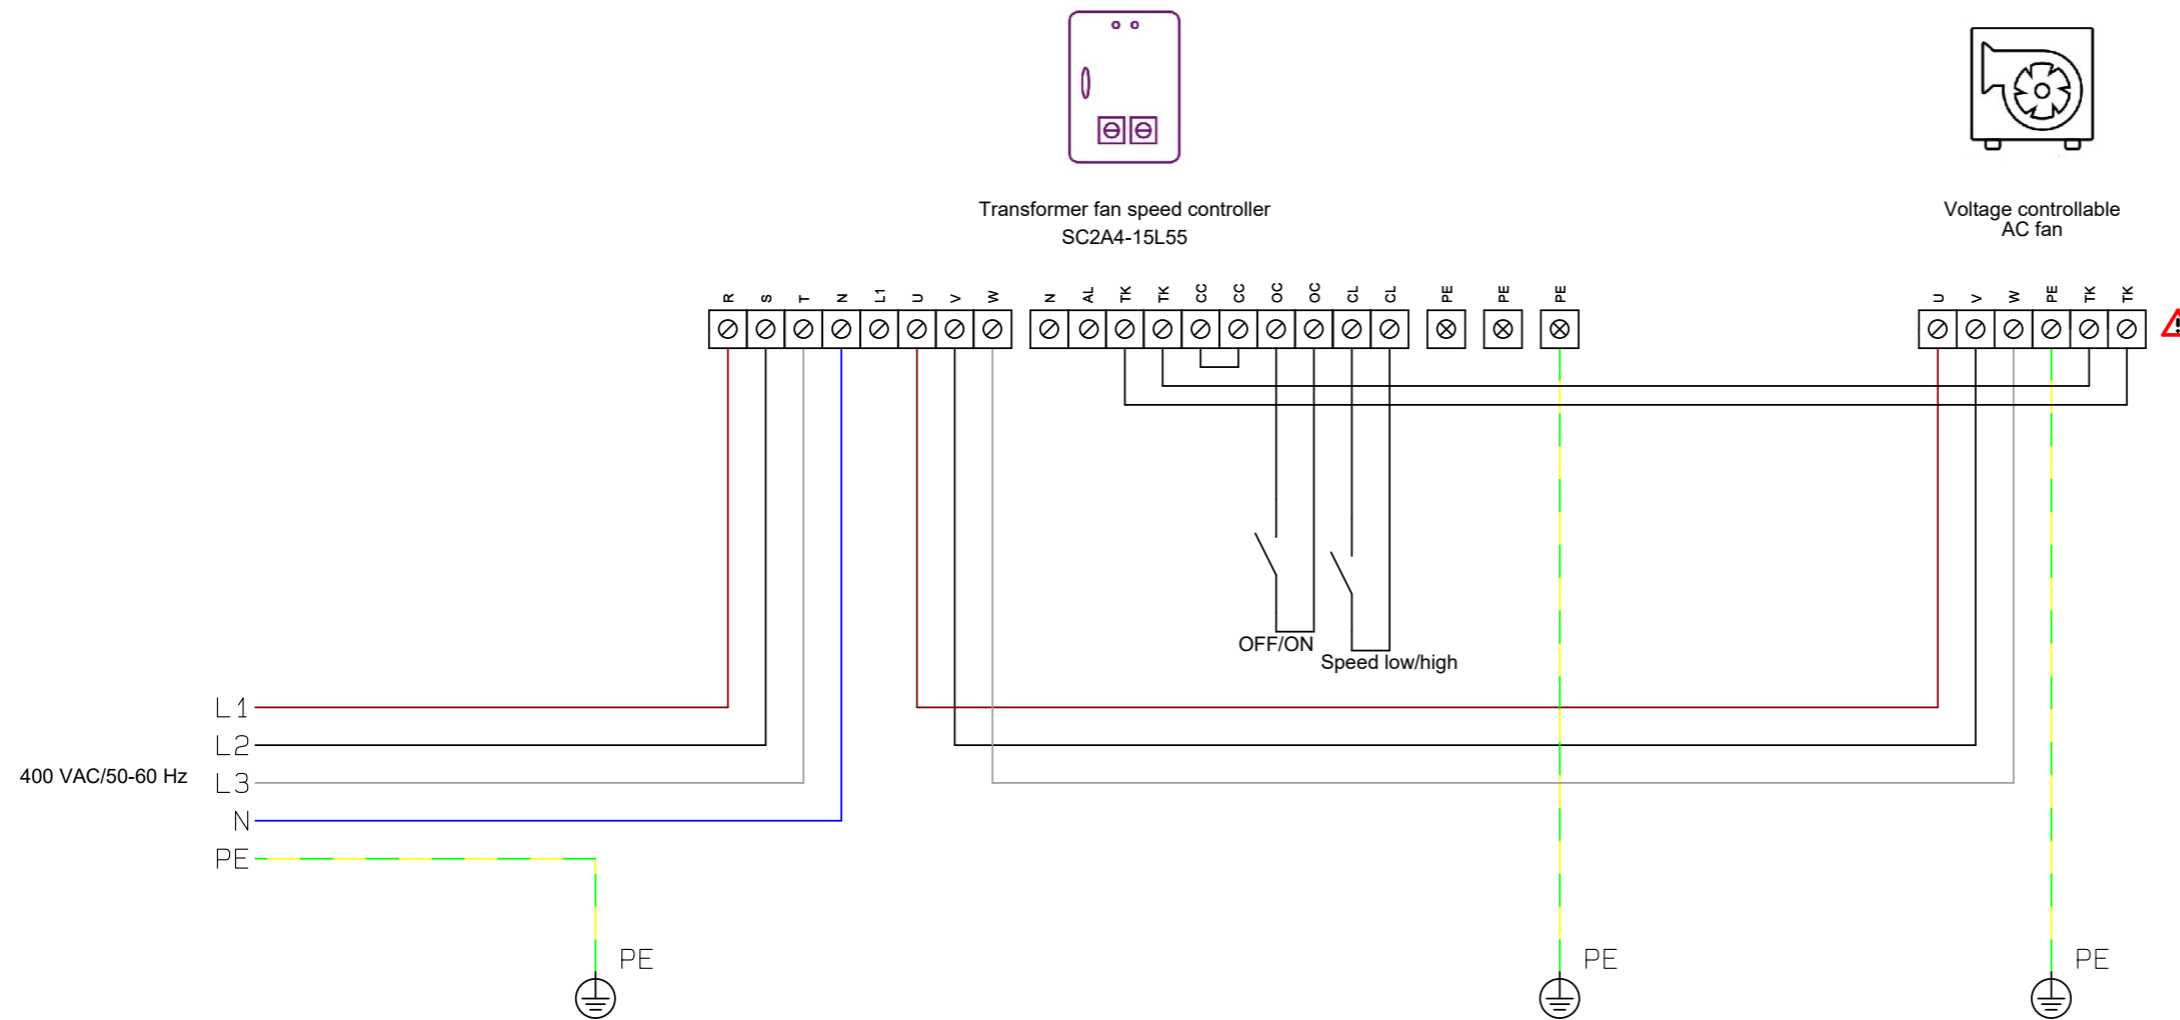 Transformer fan speed controller
SC2A4-15L55
Voltage controllable
AC fan
R S T N L1 U V W N AL TK TK CC CC OC OC CL CL PE PE PE U V W PE TK TK
OFF/ON
Speed low/high
L1
L2
400 VAC/50-60 Hz L3
N
PE
PE PE PE